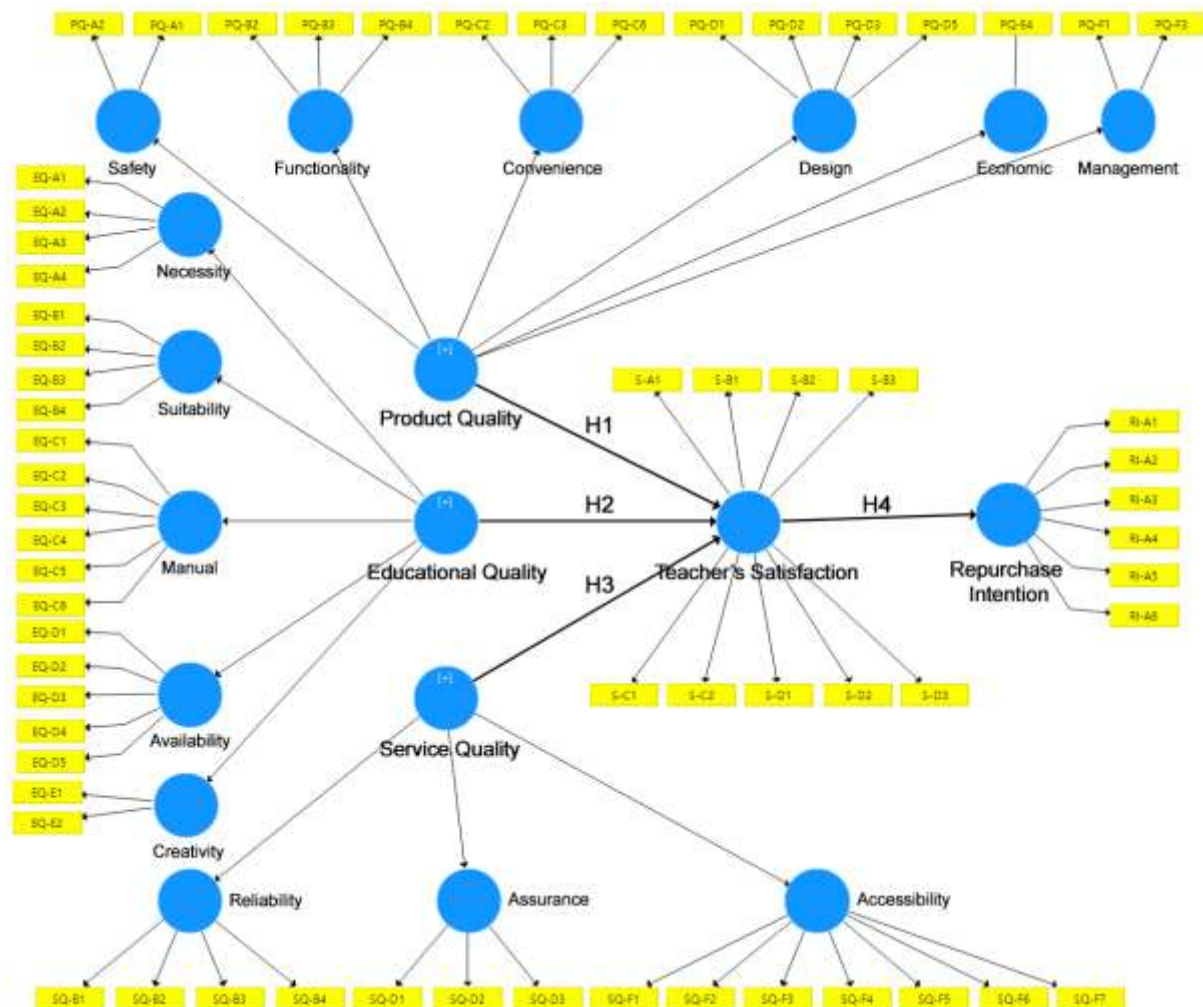 PQ-A2 PQ-A1 PQ-B2 PQ-B3 PQ-B4 PQ-C2 PQ-C3 PQ-C6 PQ-D1 PQ-D2 PQ-D3 PQ-D5 PQ-E4 PQ-F1 PQ-F3
Safety Functionality Convenience Design Economic Management
EQ-A1
EQ-A2
EQ-A3
EQ-A4
Necessity
EQ-B1
EQ-B2
EQ-B3
EQ-B4
Suitability
[+]
Product Quality
S-A1 S-B1 S-B2 S-B3
H1
EQ-C1
EQ-C2
EQ-C3
EQ-C4
EQ-C5
EQ-C6
Manual
[+]
Educational Quality
H2
H3
Teacher's Satisfaction
H4
Repurchase
Intention
RI-A1
RI-A2
RI-A3
RI-A4
RI-A5
RI-A6
EQ-D1
EQ-D2
EQ-D3
EQ-D4
EQ-D5
Availability
[+]
Service Quality
S-C1 S-C2 S-D1 S-D2 S-D3
EQ-E1
EQ-E2
Creativity
Reliability Assurance Accessibility
SQ-B1 SQ-B2 SQ-B3 SQ-B4 SQ-D1 SQ-D2 SQ-D3 SQ-F1 SQ-F2 SQ-F3 SQ-F4 SQ-F5 SQ-F6 SQ-F7